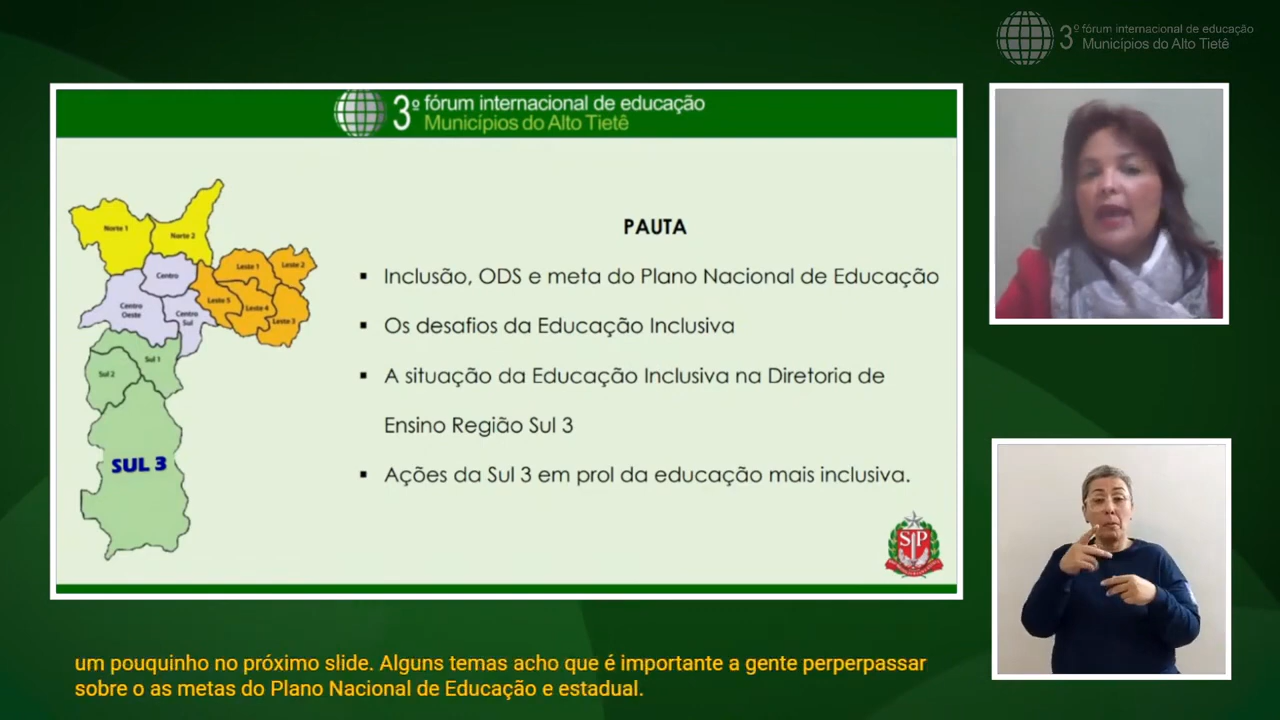 3º fórum internacional de educação
Municípios do Alto Tietê
3º fórum internacional de educação
Municípios do Alto Tietê
PAUTA
Norte 1
Norte 2
Centro
Leste 1
Leste 2
Centro
Oeste
Centro
Sul
Leste 5
Leste 4
Leste 3
Sul 1
Sul 2
SUL 3
▪ Inclusão, ODS e meta do Plano Nacional de Educação
▪ Os desafios da Educação Inclusiva
▪ A situação da Educação Inclusiva na Diretoria de
Ensino Região Sul 3
▪ Ações da Sul 3 em prol da educação mais inclusiva.
SP
um pouquinho no próximo slide. Alguns temas acho que é importante a gente perperpassar
sobre o as metas do Plano Nacional de Educação e estadual.